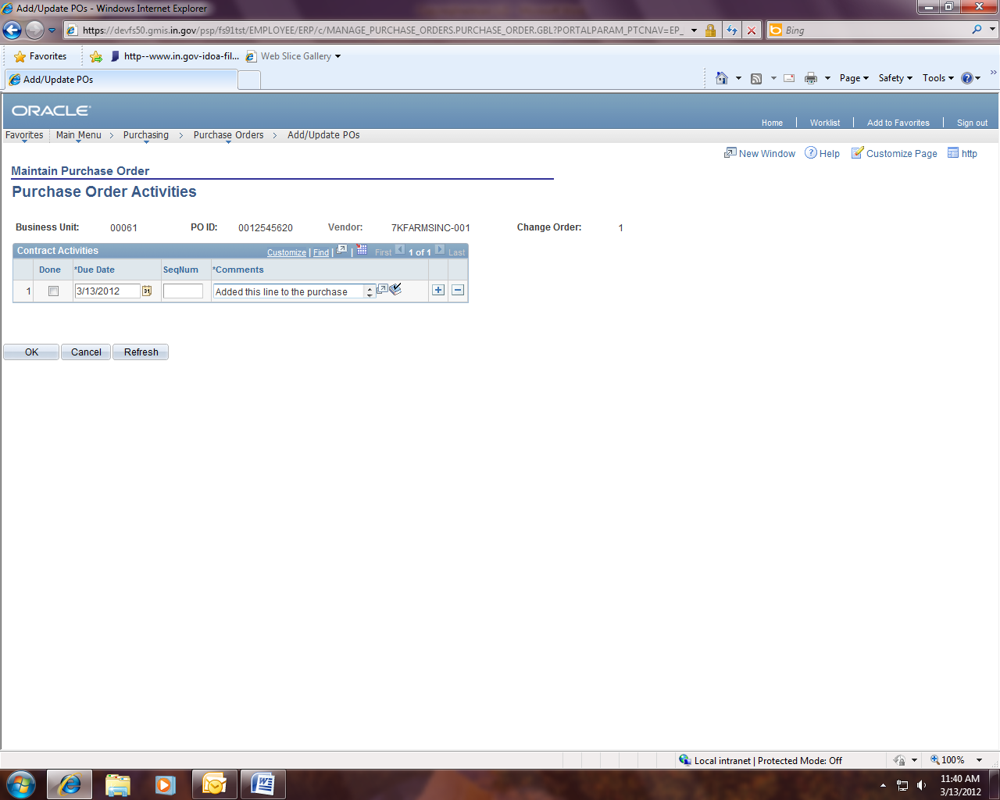 Add/Update POs - Windows Internet Explorer
https://devfs50.gmis.in.gov/psp/fs91tst/EMPLOYEE/ERP/c/MANAGE_PURCHASE_ORDERS.PURCHASE_ORDER.GBL?PORTALPARAM_PTCNAV=EP_
Bing
Favorites
http--www.in.gov-idoa-fil...
Web Slice Gallery
Add/Update POs
Page
Safety
Tools
ORACLE
Home
Worklist
Add to Favorites
Sign out
Favorites
Main Menu > Purchasing > Purchase Orders > Add/Update POs
New Window
Help
Customize Page
http
Maintain Purchase Order
Purchase Order Activities
Business Unit: 00061 PO ID: 0012545620 Vendor: 7KFARMSINC-001 Change Order: 1
Contract Activities
Customize | Find | | First 1 of 1 Last
Done *Due Date SeqNum *Comments
1 3/13/2012 31 Added this line to the purchase
OK Cancel Refresh
Local intranet | Protected Mode: Off
100%
11:40 AM
3/13/2012